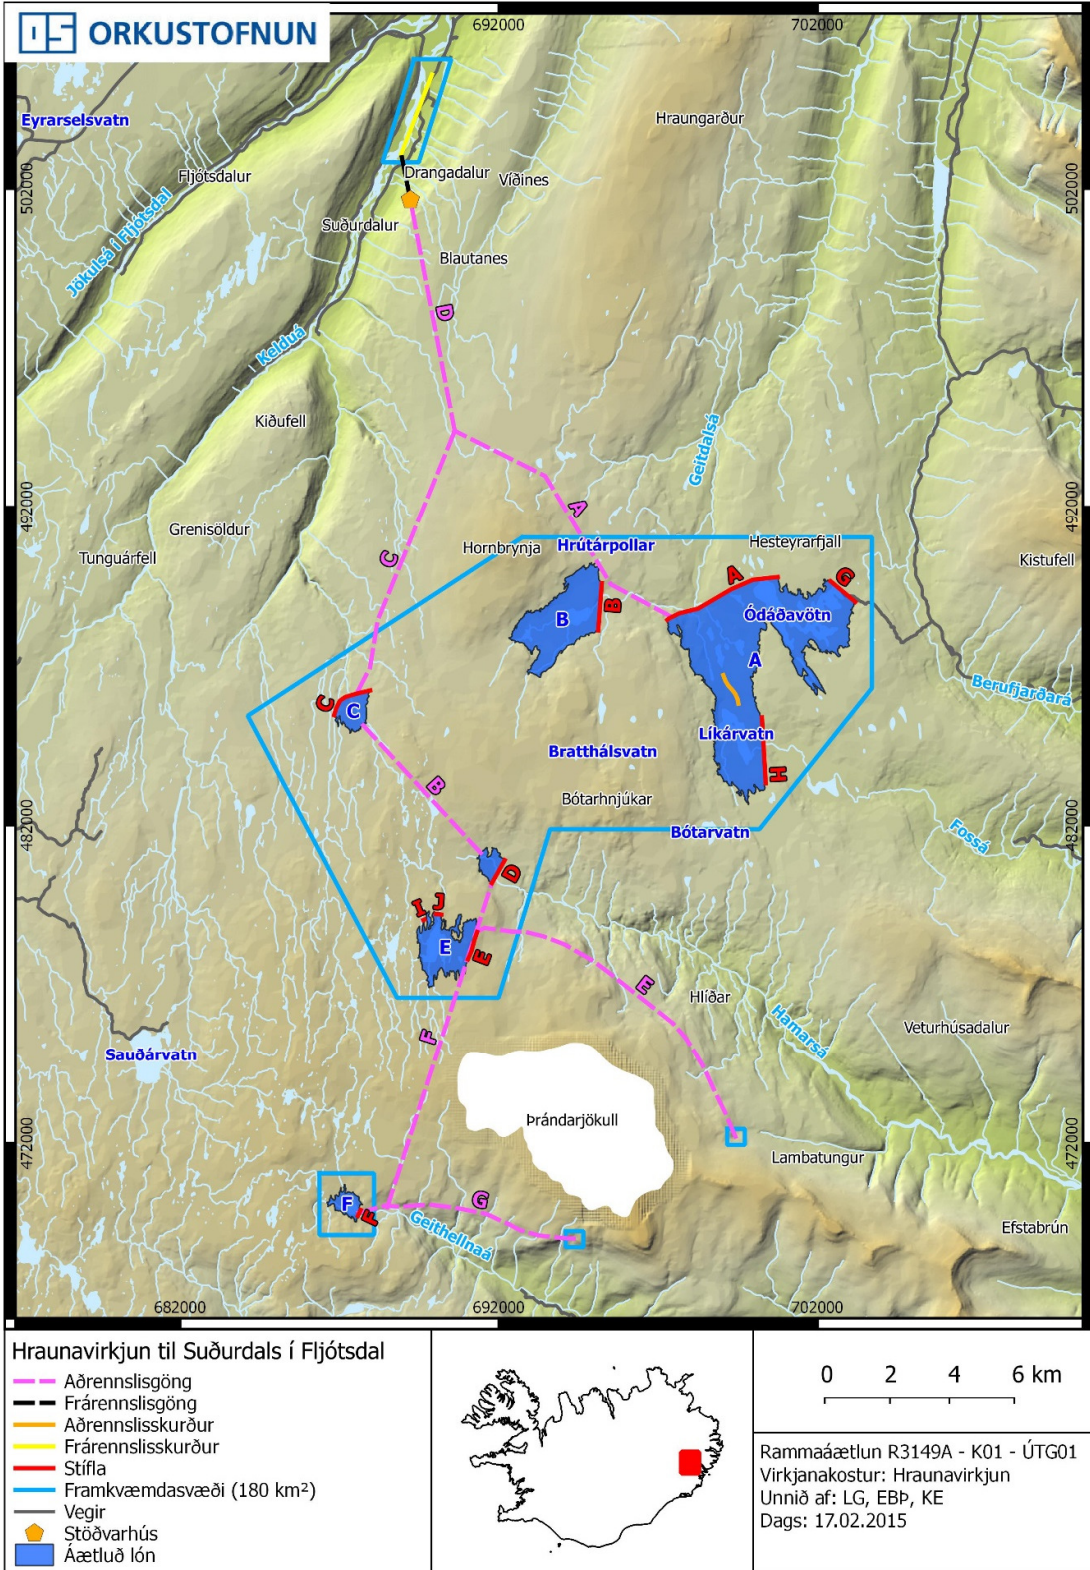 ORKUSTOFNUN
692000
702000
Eyrarselsvatn
Hraungarður
Fljótsdalur
Drangadalur
Víðines
502000
502000
Suðurdalur
Jökulsá í Fljótsdal
Blautanes
D
Kelduá
Kiðufell
Geitdalsá
492000
492000
A
Grenisöldur
Tunguárfell
C
Hornbrynja
Hrútárpollar
Hesteyrarfjall
Kistufell
A
G
B
B
Ódáðavötn
A
Berufjarðará
C
C
Líkárvatn
Bratthálsvatn
H
B
Bótarhnjúkar
482000
482000
Bótarvatn
Fossá
D
I
J
E
E
E
Hlíðar
Hamarsá
Veturhúsadalur
F
Sauðárvatn
Þrándarjökull
472000
472000
Lambatungur
F
F
G
Geithellnaá
Efstabrún
682000
692000
702000
Hraunavirkjun til Suðurdals í Fljótsdal
Aðrennslisgöng
Frárennslisgöng
Aðrennslisskurður
Frárennslisskurður
Stífla
Framkvæmdasvæði (180 km²)
Vegir
Stöðvarhús
Áætluð lón
0 2 4 6 km
Rammaáætlun R3149A - K01 - ÚTG01
Virkjanakostur: Hraunavirkjun
Unnið af: LG, EBÞ, KE
Dags: 17.02.2015